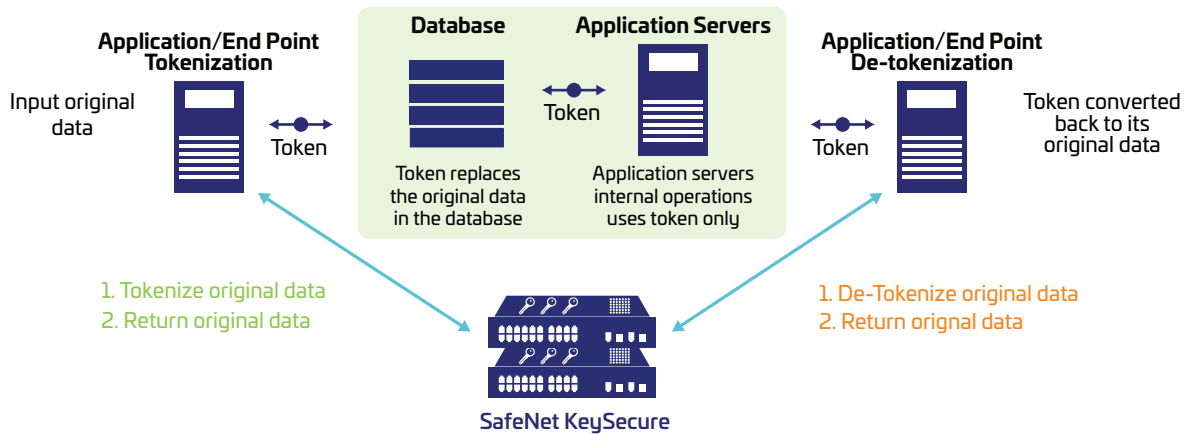 Application/End Point
Tokenization
Input original
data
Token
Database
Token replaces
the original data
in the database
Token
Application Servers
Application servers
internal operations
uses token only
Token
Application/End Point
De-tokenization
Token converted
back to its
original data
1. Tokenize original data
2. Return original data
1. De-Tokenize original data
2. Return orignal data
SafeNet KeySecure